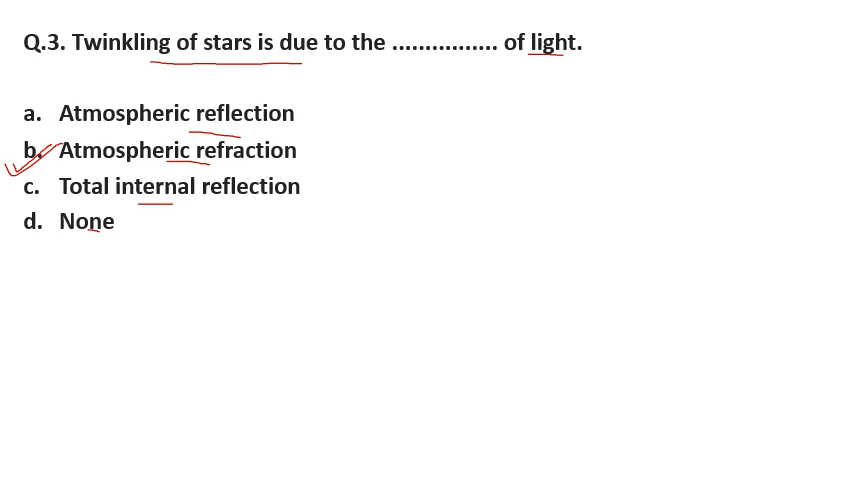 Q.3. Twinkling of stars is due to the ................ of light.
a. Atmospheric reflection
b. Atmospheric refraction
c. Total internal reflection
d. None